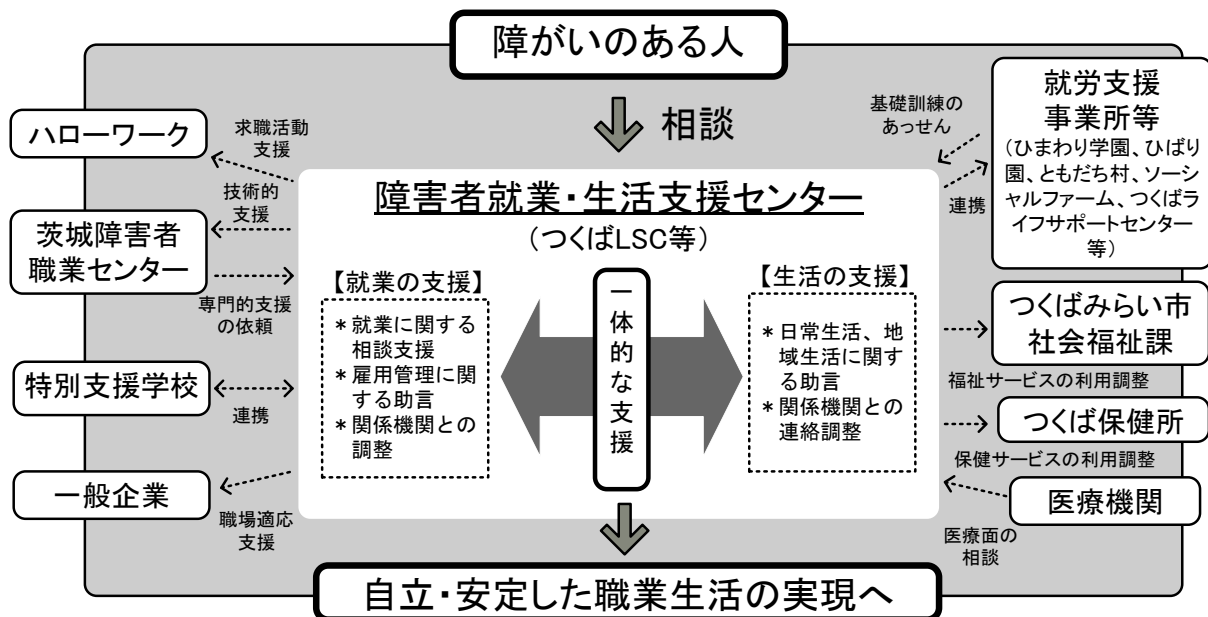 障がいのある人
相談
ハローワーク
求職活動
支援
技術的
支援
茨城障害者
職業センター
専門的支援
の依頼
特別支援学校
連携
一般企業
職場適応
支援
障害者就業・生活支援センター
（つくばLSC等）
【就業の支援】
＊就業に関する
相談支援
＊雇用管理に関
する助言
＊関係機関との
調整
一体的な支援
【生活の支援】
＊日常生活、地
域生活に関す
る助言
＊関係機関との
連絡調整
基礎訓練の
あっせん
連携
就労支援
事業所等
（ひまわり学園、ひばり
園、ともだち村、ソーシ
ャルファーム、つくばラ
イフサポートセンター
等）
つくばみらい市
社会福祉課
福祉サービスの利用調整
つくば保健所
保健サービスの利用調整
医療機関
医療面の
相談
自立・安定した職業生活の実現へ